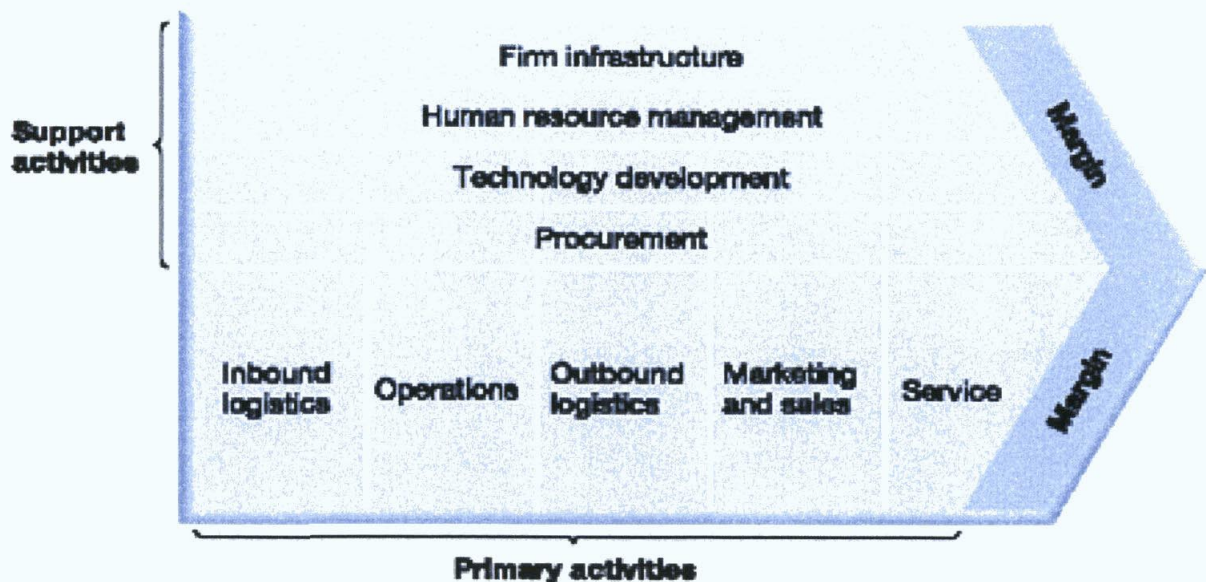 Firm infrastructure
Human resource management
Support
activities
Technology development
Procurement
Margin
Inbound
logistics
Operations
Outbound
logistics
Marketing
and sales
Service
Margin
Primary activities